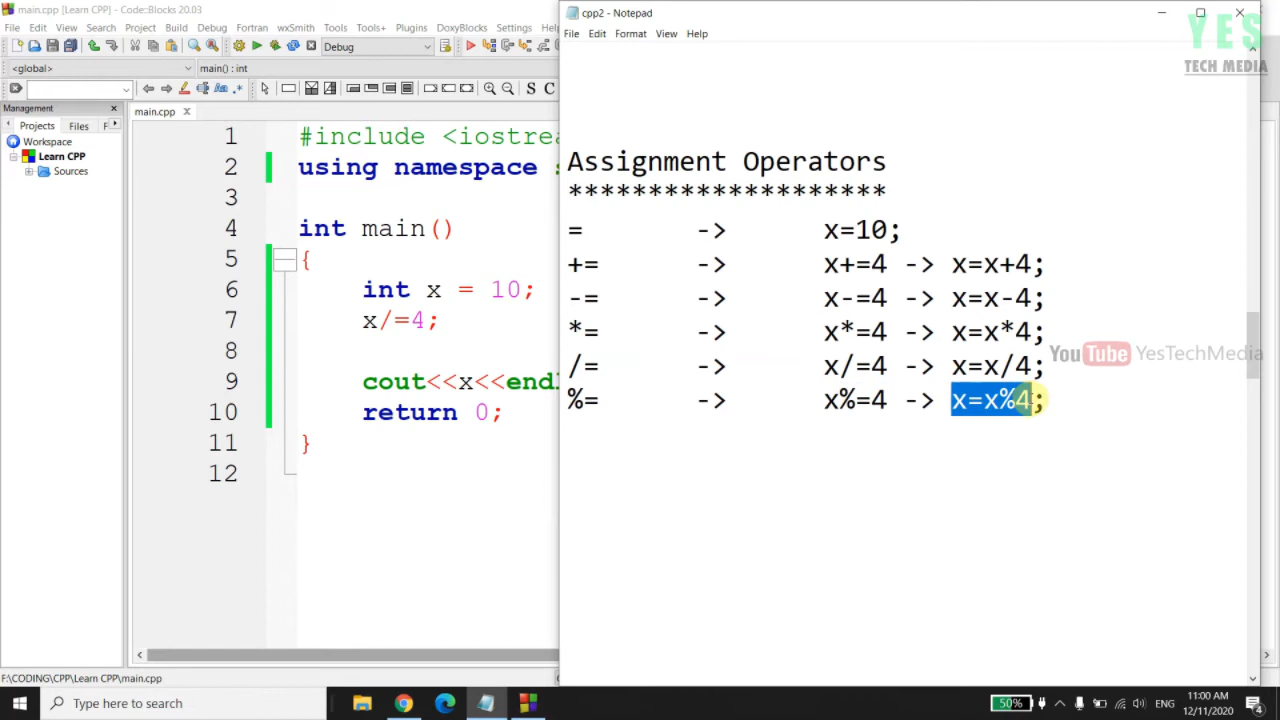 main.cpp [Learn CPP] - Code::Blocks 20.03
File Edit View Search Project Build Debug Fortran wxSmith Tools Tools+ Plugins DoxyBlocks Settings Help
Debug
<global> main() : int
Management
Projects Files F
Workspace
Learn CPP
Sources
main.cpp
1 #include <iostrea
2 using namespace s
3
4 int main()
5 {
6 int x = 10;
7 x/=4;
8
9 cout<<x<<endl
10 return 0;
11 }
12
F:\CODING\CPP\Learn CPP\main.cpp
cpp2 - Notepad
File Edit Format View Help
YES
TECH MEDIA
Assignment Operators
********************
= -> x=10;
+= -> x+=4 -> x=x+4;
-= -> x-=4 -> x=x-4;
*= -> x*=4 -> x=x*4;
/= -> x/=4 -> x=x/4;
%= -> x%=4 -> x=x%4;
YouTube YesTechMedia
Type here to search
50%
ENG
11:00 AM
12/11/2020
4